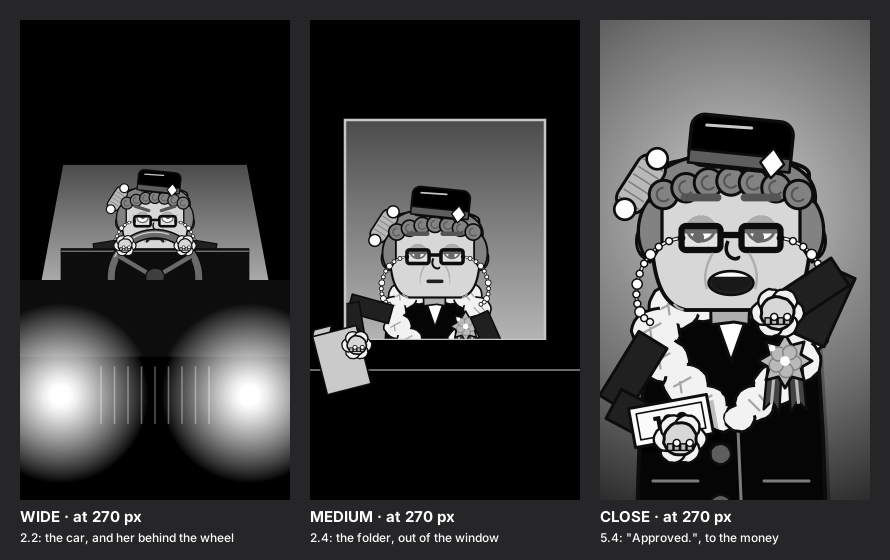 WIDE · at 270 px
2.2: the car, and her behind the wheel
MEDIUM · at 270 px
2.4: the folder, out of the window
CLOSE · at 270 px
5.4: "Approved.", to the money